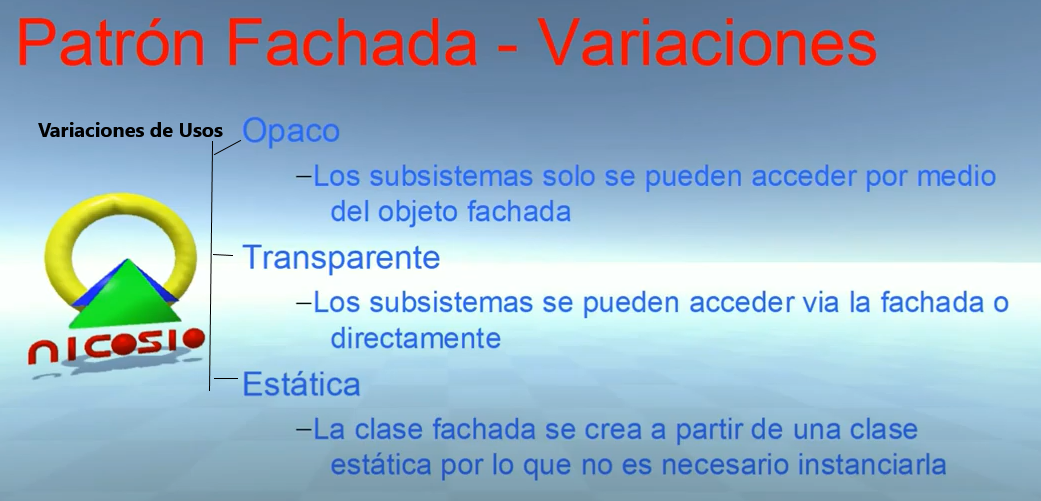 Patrón Fachada - Variaciones
Variaciones de Usos
Opaco
–Los subsistemas solo se pueden acceder por medio
del objeto fachada
Transparente
–Los subsistemas se pueden acceder via la fachada o
directamente
nicosio
Estática
–La clase fachada se crea a partir de una clase
estática por lo que no es necesario instanciarla